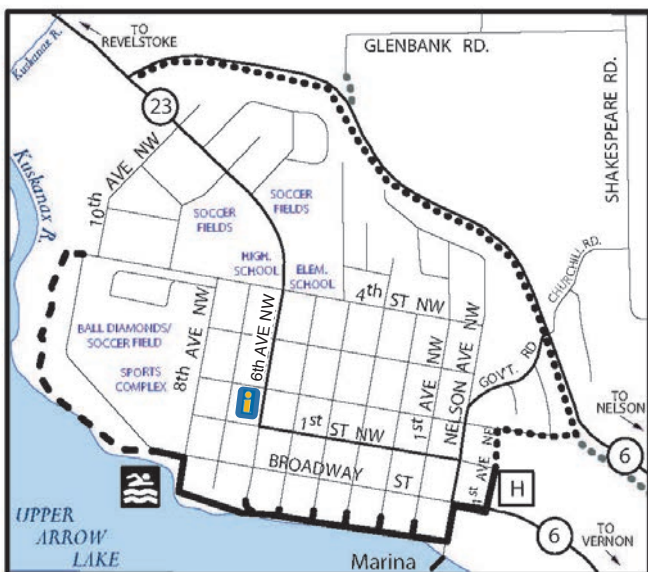 Kuskanax R.
TO
REVELSTOKE
GLENBANK RD.
23
SHAKESPEARE RD.
10th AVE NW
Kuskanax
R.
SOCCER
FIELDS
SOCCER
FIELDS
HIGH.
SCHOOL
ELEM.
SCHOOL
CHURCHILL RD.
4th ST NW
BALL DIAMONDS/
SOCCER FIELD
SPORTS
COMPLEX
8th AVE NW
6th AVE NW
1st AVE NW
NELSON AVE NW
GOVT. RD
TO
NELSON
6
i
1st ST NW
BROADWAY ST
1st AVE NE
H
UPPER
ARROW
LAKE
6
TO
VERNON
Marina